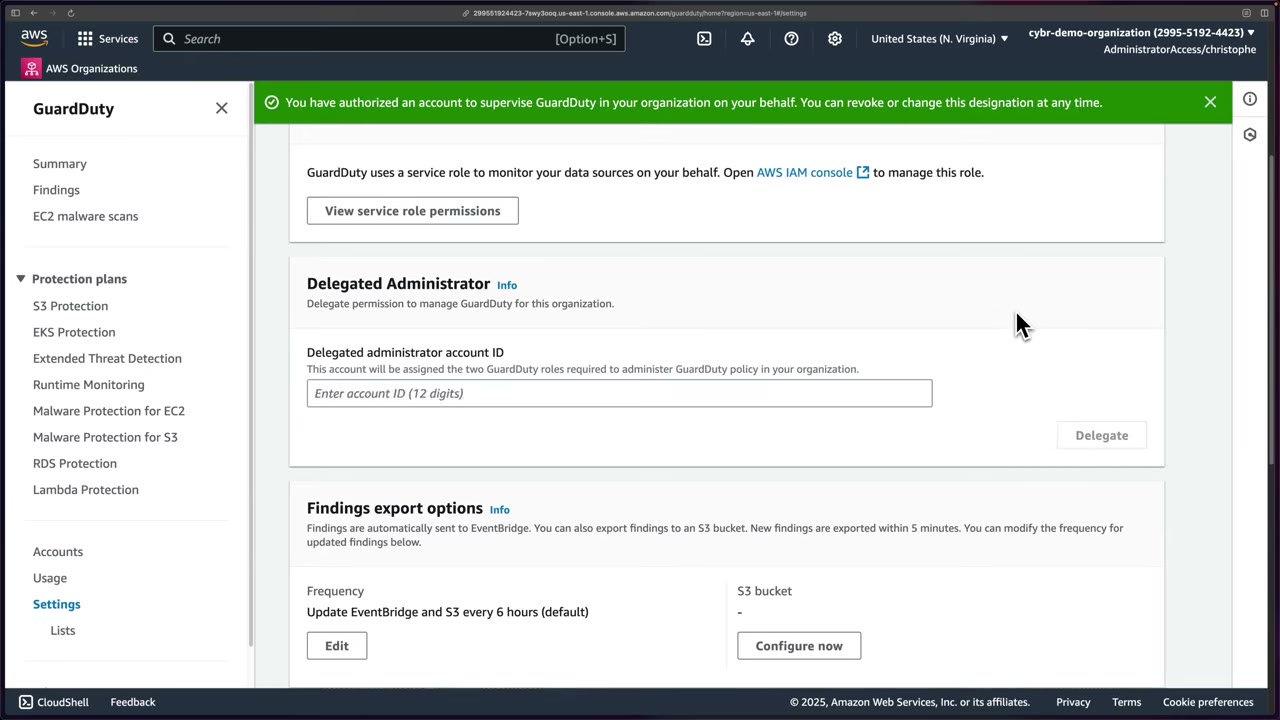 299551924423-7swy3ooq.us-east-1.console.aws.amazon.com/guardduty/home?region=us-east-1#/settings
aws
Services
Search
[Option+S]
United States (N. Virginia) ▼
cybr-demo-organization (2995-5192-4423) ▼
AdministratorAccess/christophe
AWS Organizations
GuardDuty
Summary
Findings
EC2 malware scans
Protection plans
S3 Protection
EKS Protection
Extended Threat Detection
Runtime Monitoring
Malware Protection for EC2
Malware Protection for S3
RDS Protection
Lambda Protection
Accounts
Usage
Settings
Lists
You have authorized an account to supervise GuardDuty in your organization on your behalf. You can revoke or change this designation at any time.
GuardDuty uses a service role to monitor your data sources on your behalf. Open AWS IAM console to manage this role.
View service role permissions
Delegated Administrator Info
Delegate permission to manage GuardDuty for this organization.
Delegated administrator account ID
This account will be assigned the two GuardDuty roles required to administer GuardDuty policy in your organization.
Enter account ID (12 digits)
Delegate
Findings export options Info
Findings are automatically sent to EventBridge. You can also export findings to an S3 bucket. New findings are exported within 5 minutes. You can modify the frequency for
updated findings below.
Frequency
Update EventBridge and S3 every 6 hours (default)
Edit
S3 bucket
-
Configure now
CloudShell
Feedback
© 2025, Amazon Web Services, Inc. or its affiliates.
Privacy
Terms
Cookie preferences